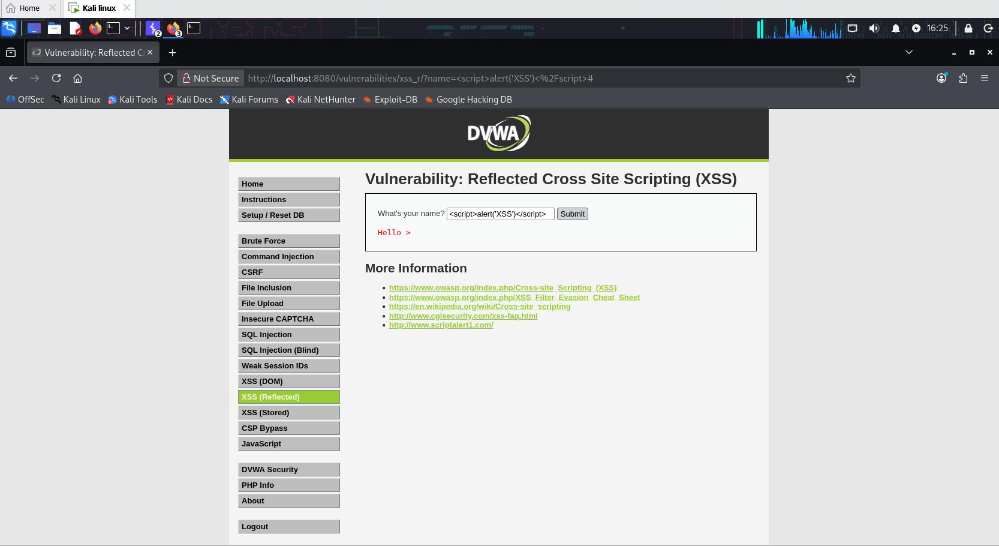 Home
Kali linux
2
3
16:25
Vulnerability: Reflected C
Not Secure
http://localhost:8080/vulnerabilities/xss_r/?name=<script>alert('XSS')<%2Fscript>#
OffSec
Kali Linux
Kali Tools
Kali Docs
Kali Forums
Kali NetHunter
Exploit-DB
Google Hacking DB
DVWA
Home
Instructions
Setup / Reset DB
Brute Force
Command Injection
CSRF
File Inclusion
File Upload
Insecure CAPTCHA
SQL Injection
SQL Injection (Blind)
Weak Session IDs
XSS (DOM)
XSS (Reflected)
XSS (Stored)
CSP Bypass
JavaScript
DVWA Security
PHP Info
About
Logout
Vulnerability: Reflected Cross Site Scripting (XSS)
What's your name? <script>alert('XSS')</script> Submit
Hello >
More Information
https://www.owasp.org/index.php/Cross-site_Scripting_(XSS)
https://www.owasp.org/index.php/XSS_Filter_Evasion_Cheat_Sheet
https://en.wikipedia.org/wiki/Cross-site_scripting
http://www.cgisecurity.com/xss-faq.html
http://www.scriptalert1.com/